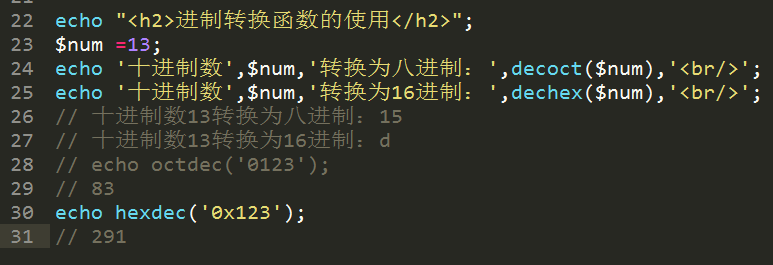 22 echo "<h2>进制转换函数的使用</h2>";
23 $num =13;
24 echo '十进制数',$num,'转换为八进制：',decoct($num),'<br/>';
25 echo '十进制数',$num,'转换为16进制：',dechex($num),'<br/>';
26 // 十进制数13转换为八进制：15
27 // 十进制数13转换为16进制：d
28 // echo octdec('0123');
29 // 83
30 echo hexdec('0x123');
31 // 291